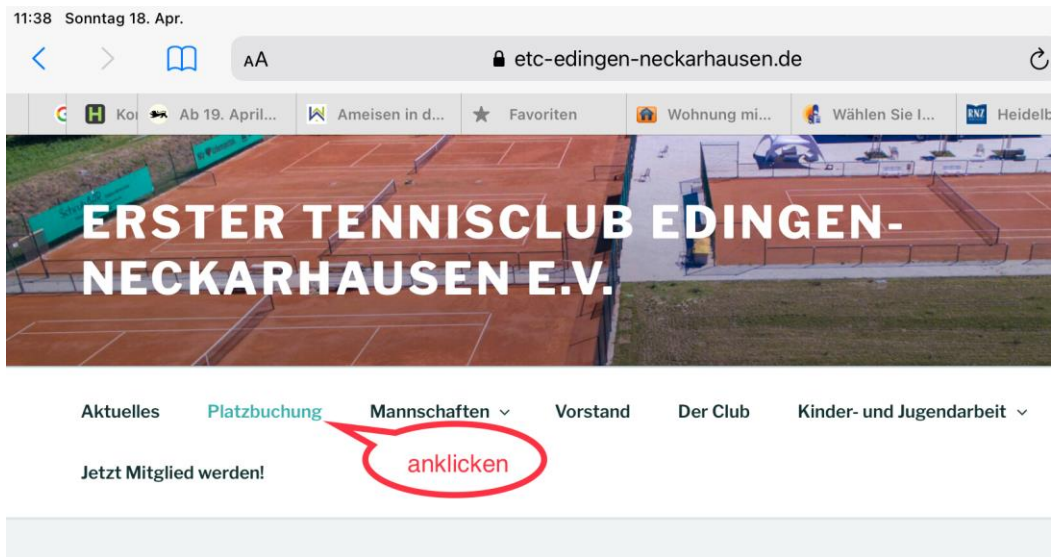 11:38 Sonntag 18. Apr.
AA etc-edingen-neckarhausen.de
Ab 19. April... Ameisen in d... Favoriten Wohnung mi... Wählen Sie I... RNZ Heidelb
ERSTER TENNISCLUB EDINGEN-
NECKARHAUSEN E.V.
Aktuelles Platzbuchung Mannschaften Vorstand Der Club Kinder- und Jugendarbeit
anklicken
Jetzt Mitglied werden!